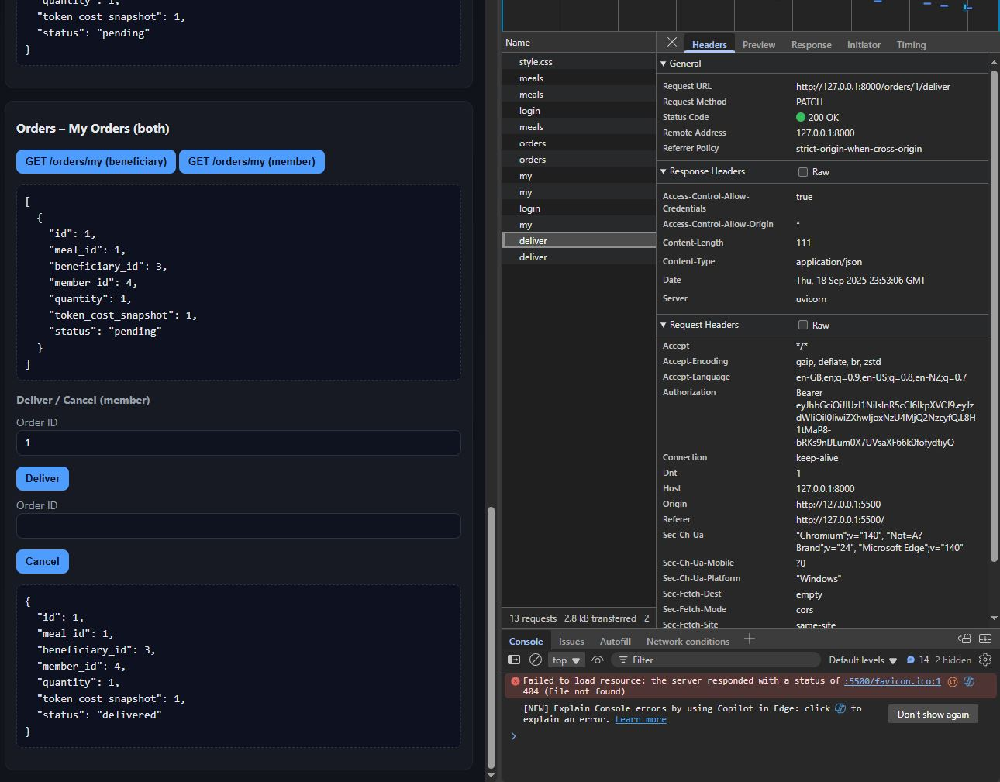 "quantity": 1,
"token_cost_snapshot": 1,
"status": "pending"
}
Orders – My Orders (both)
GET /orders/my (beneficiary)
GET /orders/my (member)
[
{
"id": 1,
"meal_id": 1,
"beneficiary_id": 3,
"member_id": 4,
"quantity": 1,
"token_cost_snapshot": 1,
"status": "pending"
}
]
Deliver / Cancel (member)
Order ID
1
Deliver
Order ID
Cancel
{
"id": 1,
"meal_id": 1,
"beneficiary_id": 3,
"member_id": 4,
"quantity": 1,
"token_cost_snapshot": 1,
"status": "delivered"
}
Name
style.css
meals
meals
login
meals
orders
orders
my
my
login
my
deliver
deliver
13 requests 2.8 kB transferred 2.
Headers Preview Response Initiator Timing
General
Request URL http://127.0.0.1:8000/orders/1/deliver
Request Method PATCH
Status Code 200 OK
Remote Address 127.0.0.1:8000
Referrer Policy strict-origin-when-cross-origin
Response Headers Raw
Access-Control-Allow-Credentials true
Access-Control-Allow-Origin *
Content-Length 111
Content-Type application/json
Date Thu, 18 Sep 2025 23:53:06 GMT
Server uvicorn
Request Headers Raw
Accept */*
Accept-Encoding gzip, deflate, br, zstd
Accept-Language en-GB,en;q=0.9,en-US;q=0.8,en-NZ;q=0.7
Authorization Bearer
Connection keep-alive
Dnt 1
Host 127.0.0.1:8000
Origin http://127.0.0.1:5500
Referer http://127.0.0.1:5500/
Sec-Ch-Ua "Chromium";v="140", "Not=A?
Brand";v="24", "Microsoft Edge";v="140"
Sec-Ch-Ua-Mobile ?0
Sec-Ch-Ua-Platform "Windows"
Sec-Fetch-Dest empty
Sec-Fetch-Mode cors
Sec-Fetch-Site same-site
Console Issues Autofill Network conditions
top Filter Default levels 14 2 hidden
Failed to load resource: the server responded with a status of :5500/favicon.ico:1
404 (File not found)
[NEW] Explain Console errors by using Copilot in Edge: click to
explain an error. Learn more
Don't show again